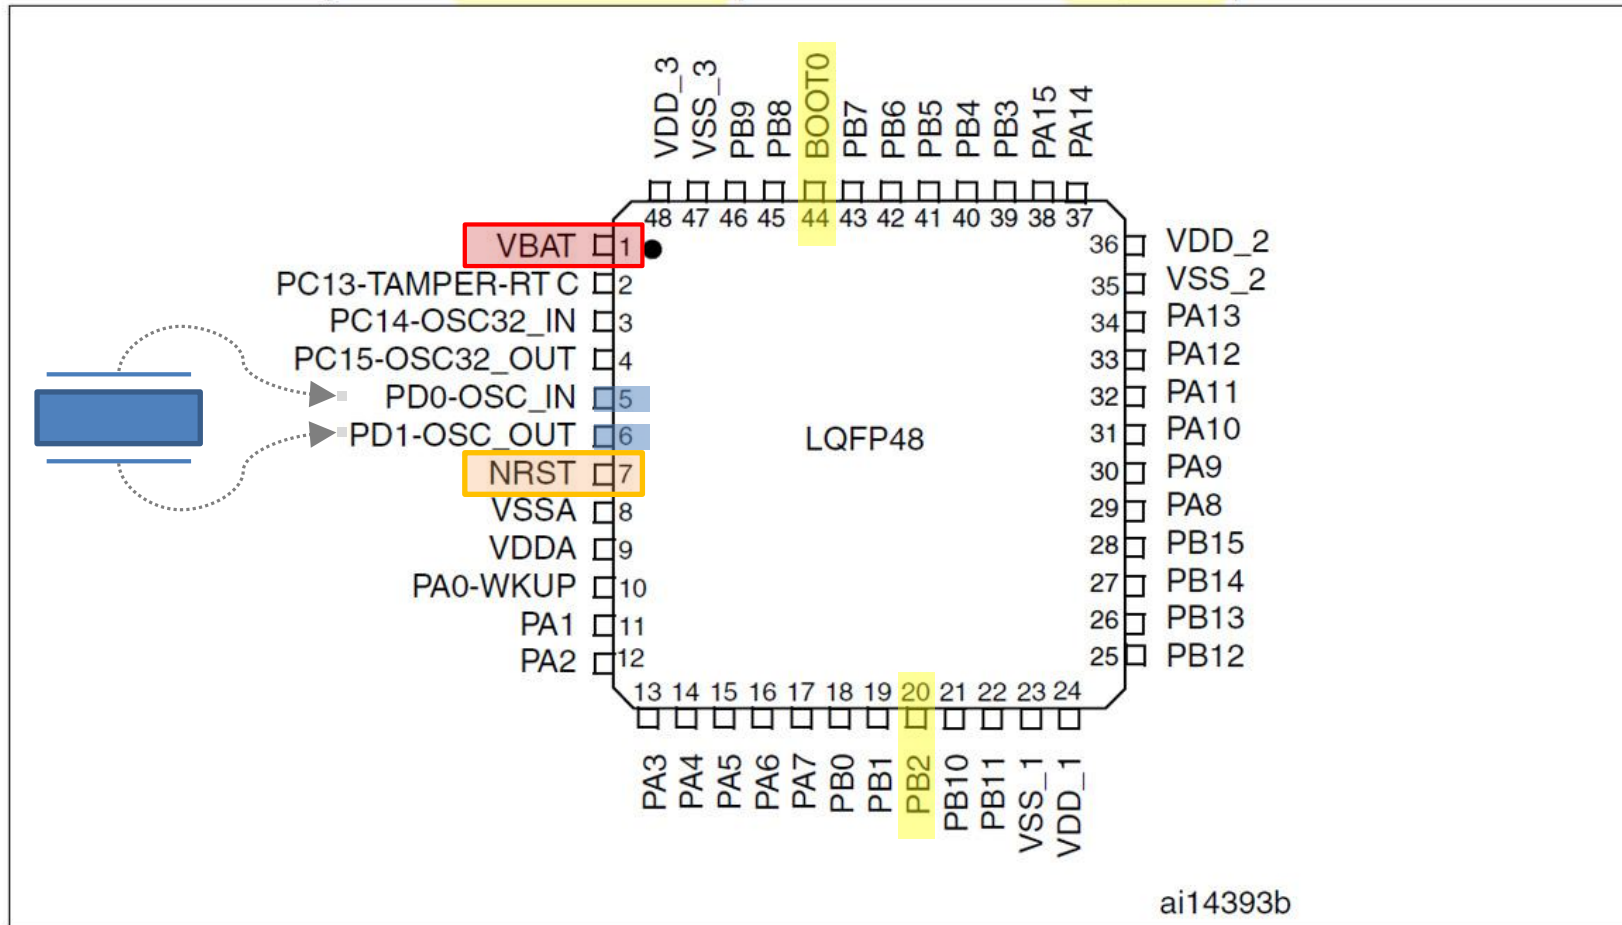 VDD_3
VSS_3
PB9
PB8
BOOT0
PB7
PB6
PB5
PB4
PB3
PA15
PA14
48 47 46 45 44 43 42 41 40 39 38 37
VBAT 1
PC13-TAMPER-RT C 2
PC14-OSC32_IN 3
PC15-OSC32_OUT 4
PD0-OSC_IN 5
PD1-OSC_OUT 6
NRST 7
VSSA 8
VDDA 9
PA0-WKUP 10
PA1 11
PA2 12
LQFP48
36 VDD_2
35 VSS_2
34 PA13
33 PA12
32 PA11
31 PA10
30 PA9
29 PA8
28 PB15
27 PB14
26 PB13
25 PB12
13 14 15 16 17 18 19 20 21 22 23 24
PA3
PA4
PA5
PA6
PA7
PB0
PB1
PB2
PB10
PB11
VSS_1
VDD_1
ai14393b